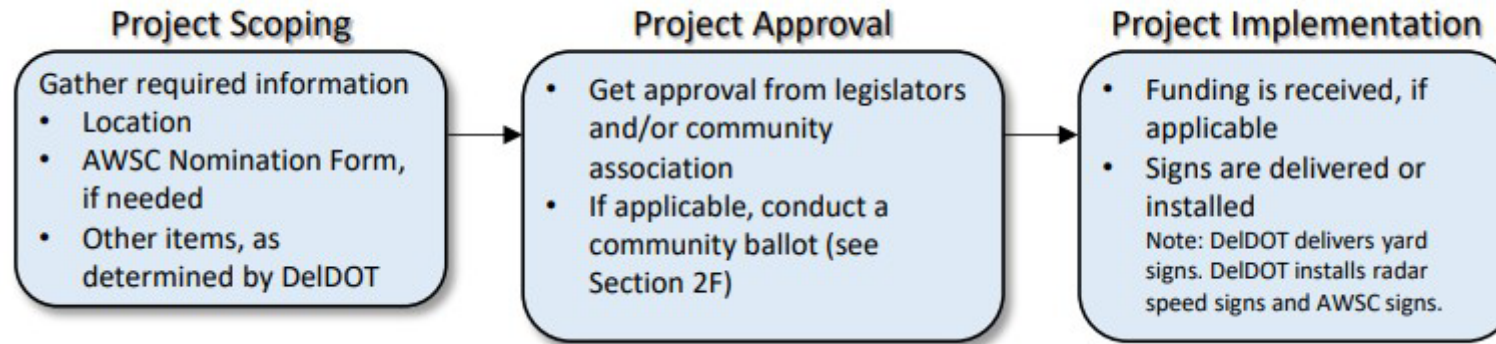 Project Scoping
Gather required information
• Location
• AWSC Nomination Form,
if needed
• Other items, as
determined by DelDOT
Project Approval
• Get approval from legislators
and/or community
association
• If applicable, conduct a
community ballot (see
Section 2F)
Project Implementation
• Funding is received, if
applicable
• Signs are delivered or
installed
Note: DelDOT delivers yard
signs. DelDOT installs radar
speed signs and AWSC signs.